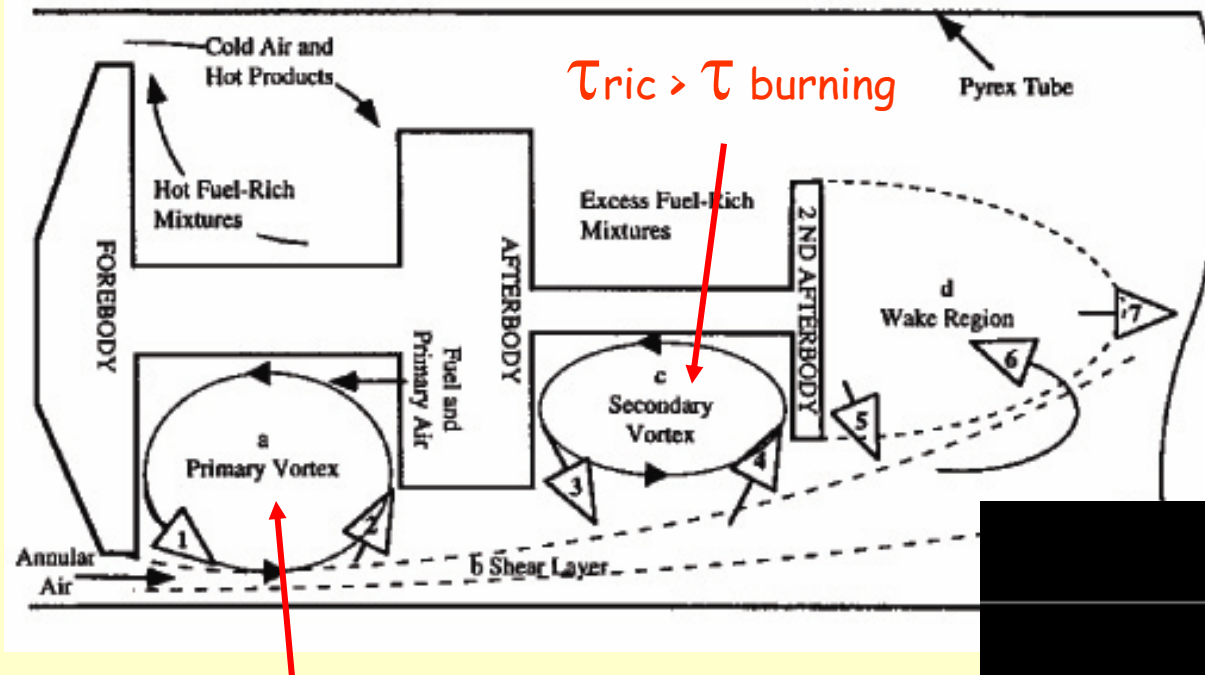 Cold Air and
Hot Products
τric > τ burning
Pyrex Tube
Hot Fuel-Rich
Mixtures
Excess Fuel-Rich
Mixtures
FOREBODY
AFTERBODY
2 ND AFTERBODY
d
Wake Region
7
6
5
Fuel and
Primary Air
a
Primary Vortex
c
Secondary
Vortex
1
2
3
4
Annular
Air
b Shear Layer